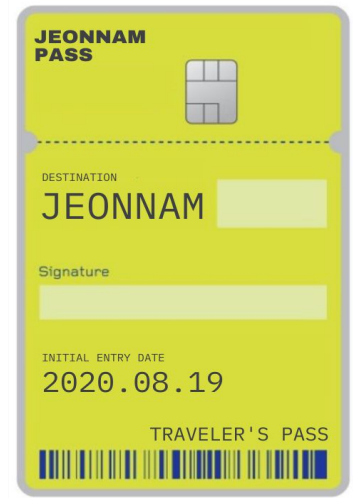 JEONNAM
PASS
DESTINATION
JEONNAM
Signature
INITIAL ENTRY DATE
2020.08.19
TRAVELER'S PASS